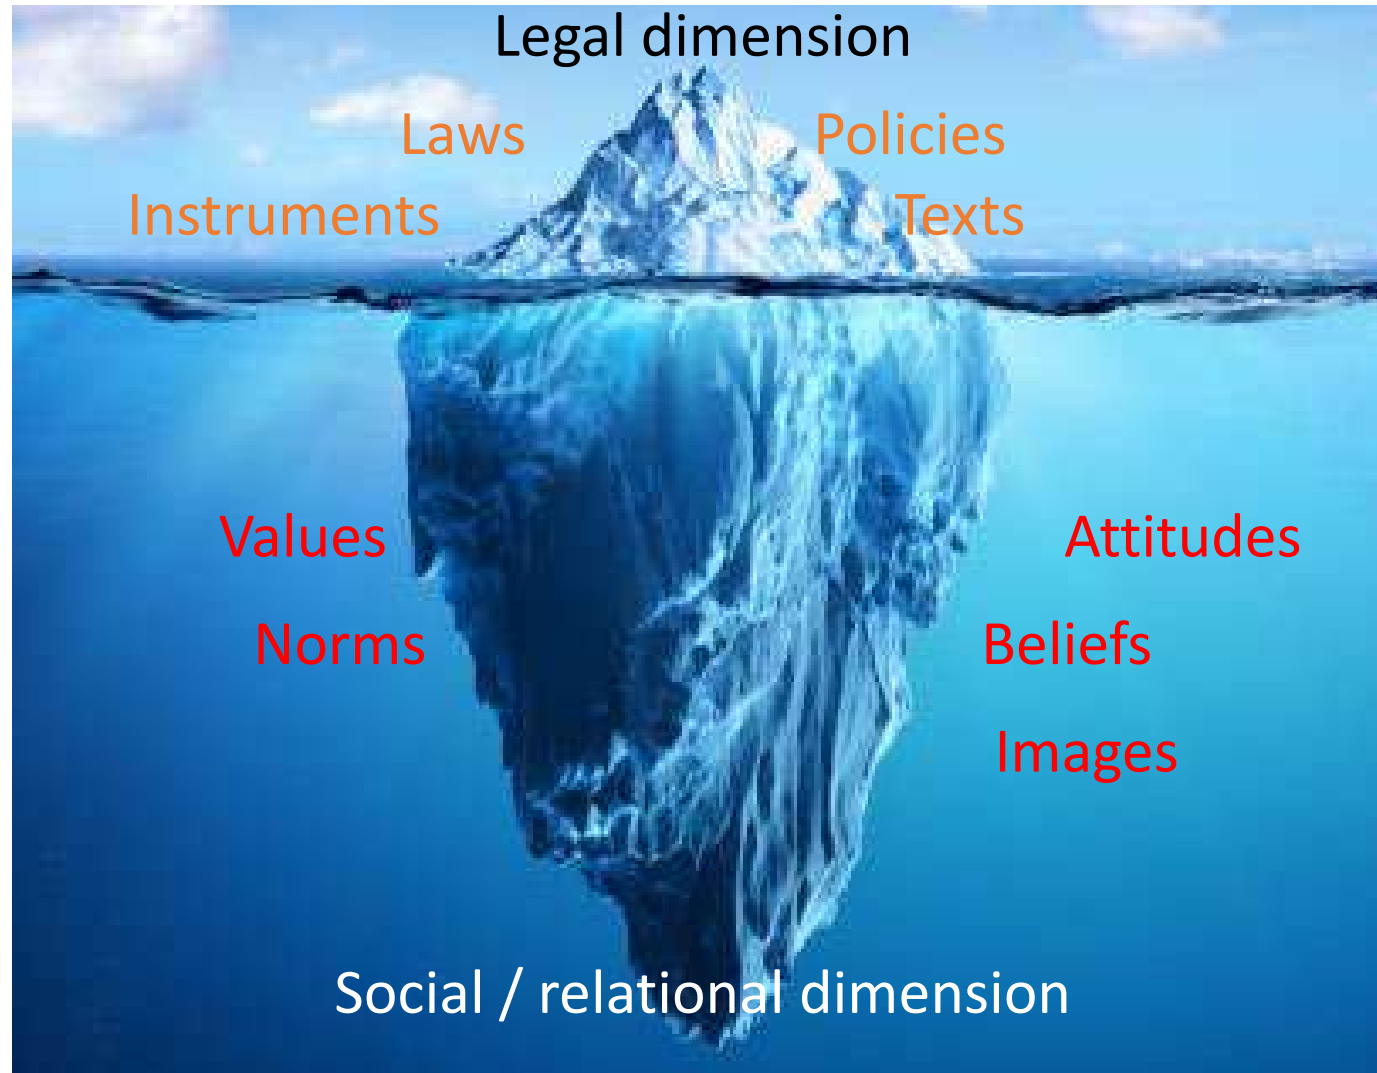 Legal dimension
Laws Policies
Instruments Texts
Values Attitudes
Norms Beliefs
Images
Social / relational dimension